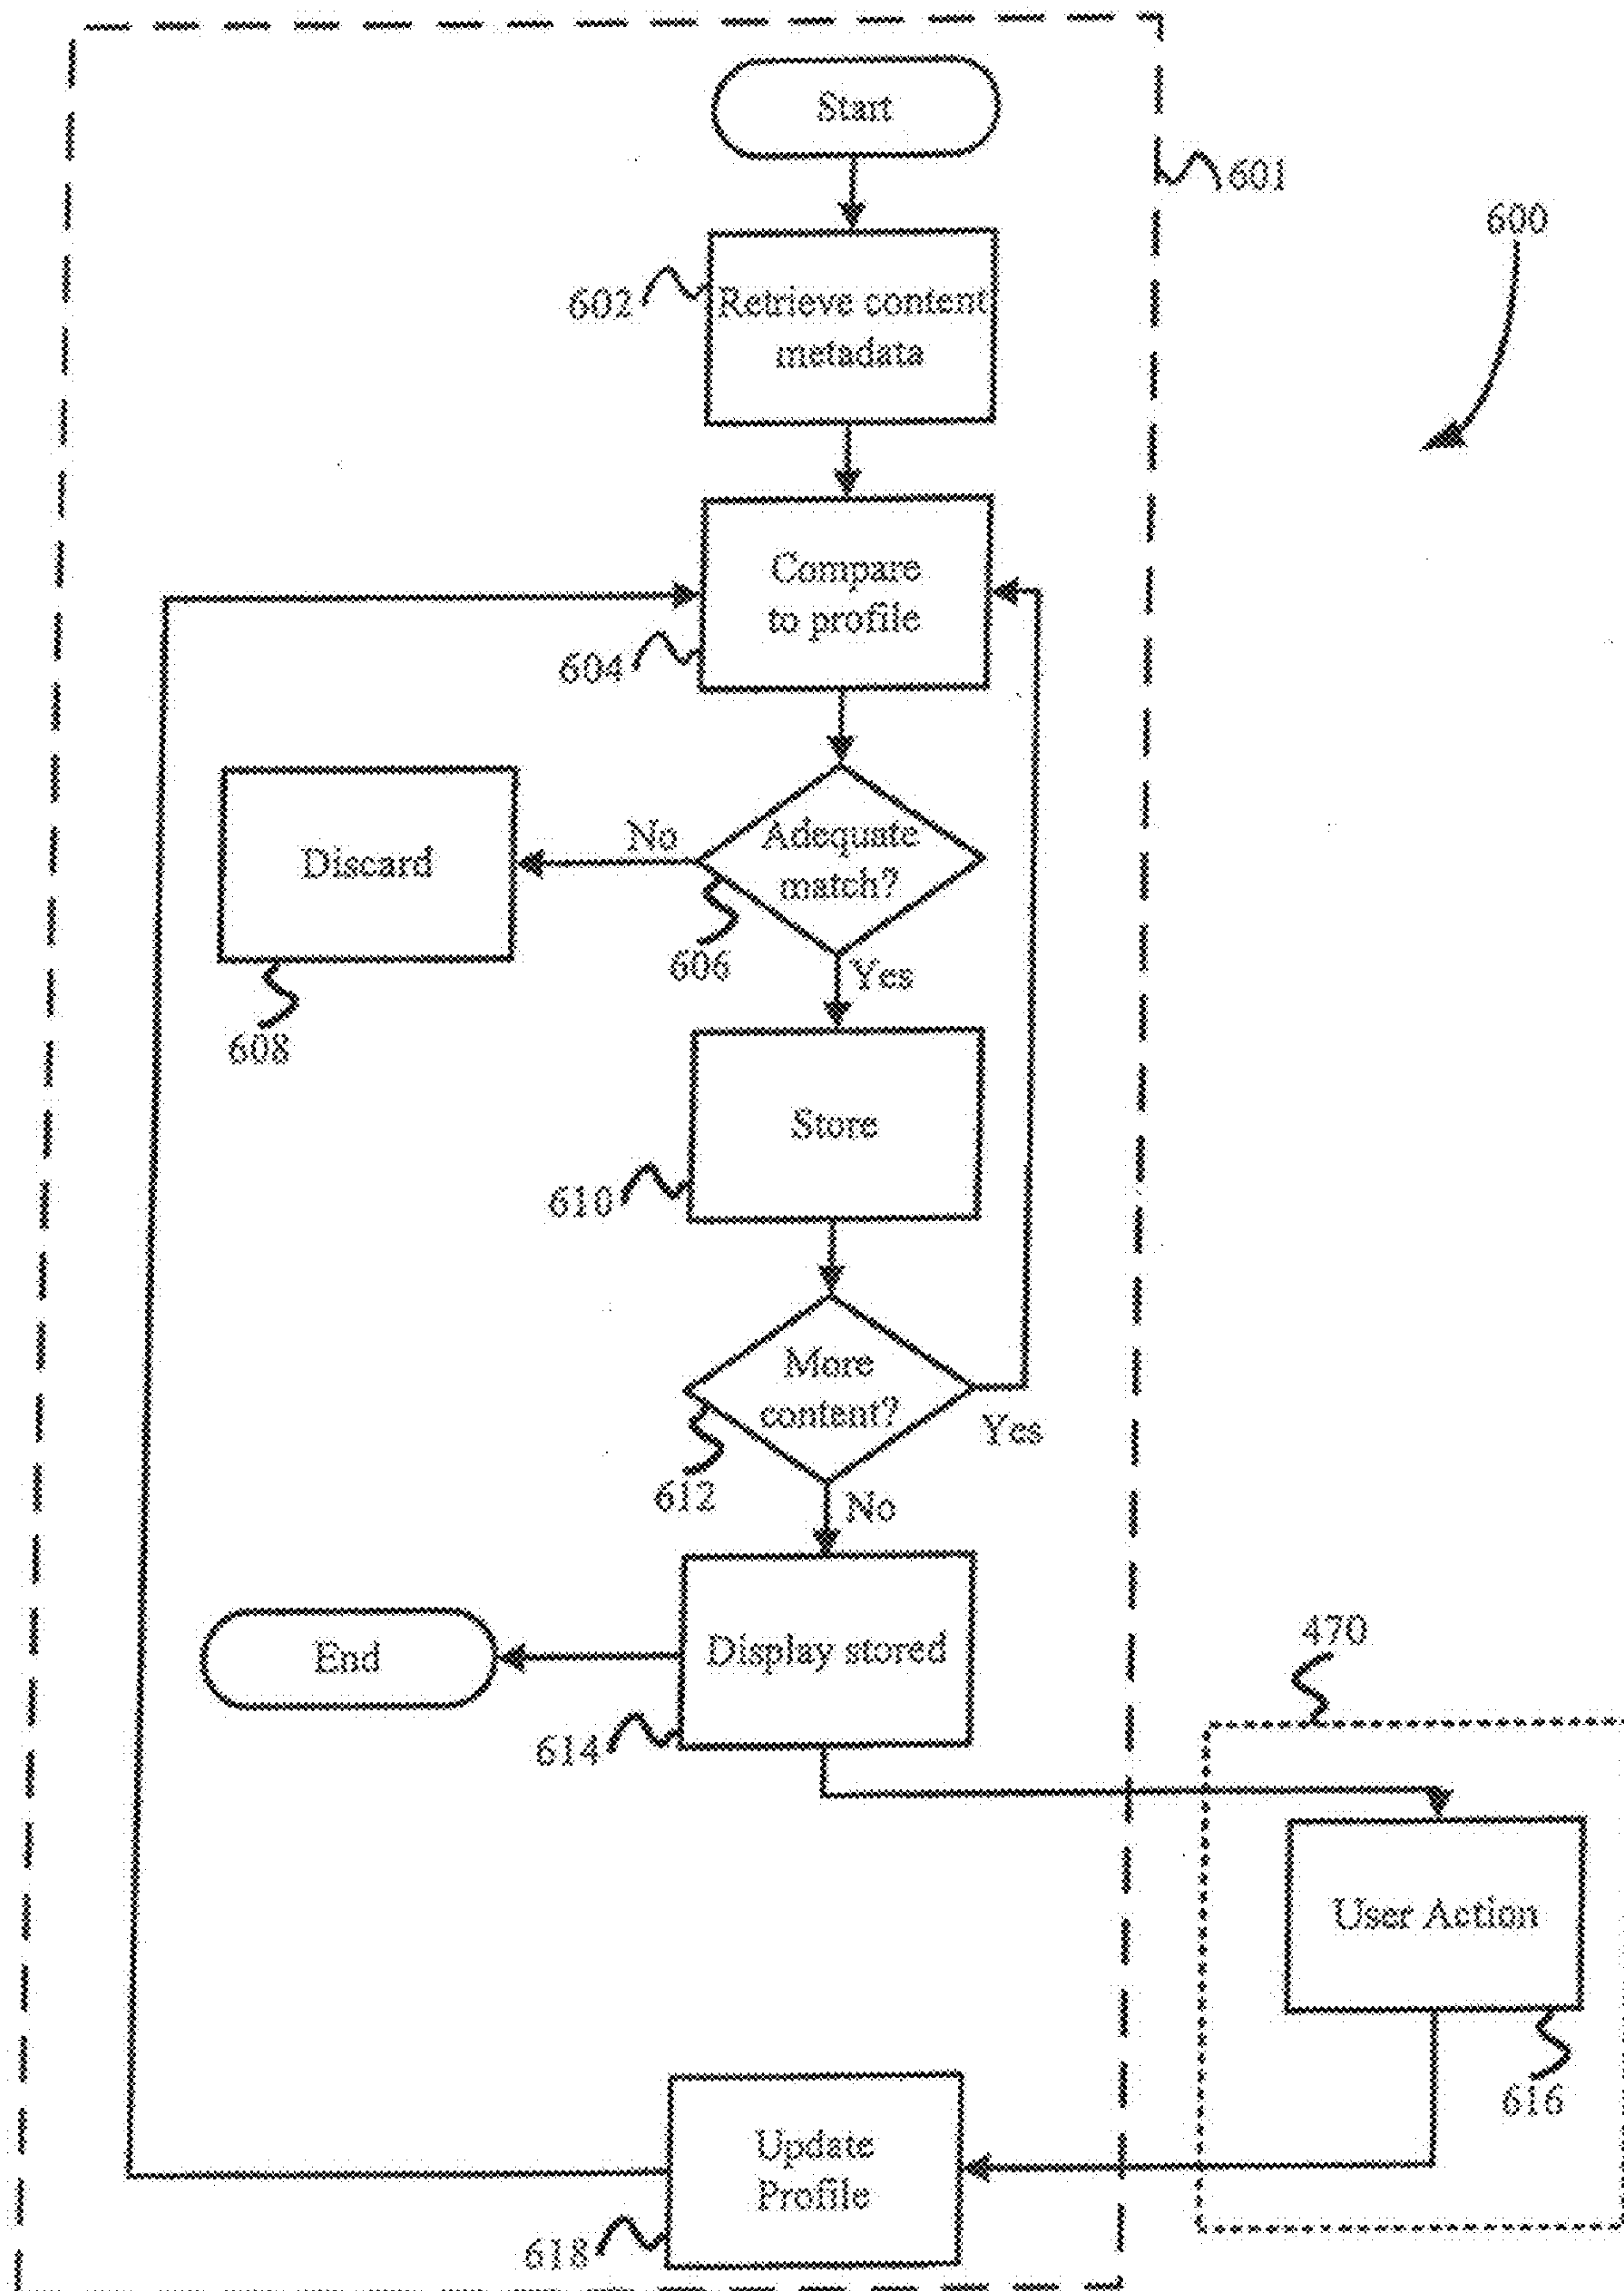 Start
601
600
602
Retrieve content
metadata
Compare
to profile
604
Discard
No
Adequate
match?
606
Yes
608
Store
610
More
content?
Yes
612
No
End
Display stored
470
614
User Action
616
Update
Profile
618